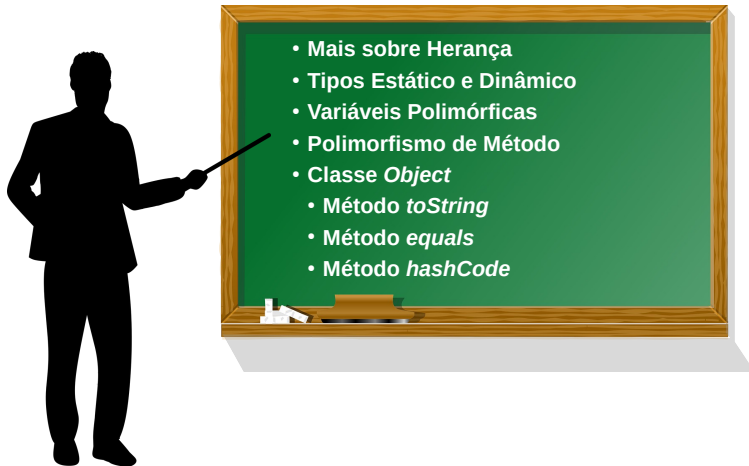 • Mais sobre Herança
• Tipos Estático e Dinâmico
• Variáveis Polimórficas
• Polimorfismo de Método
• Classe Object
• Método toString
• Método equals
• Método hashCode